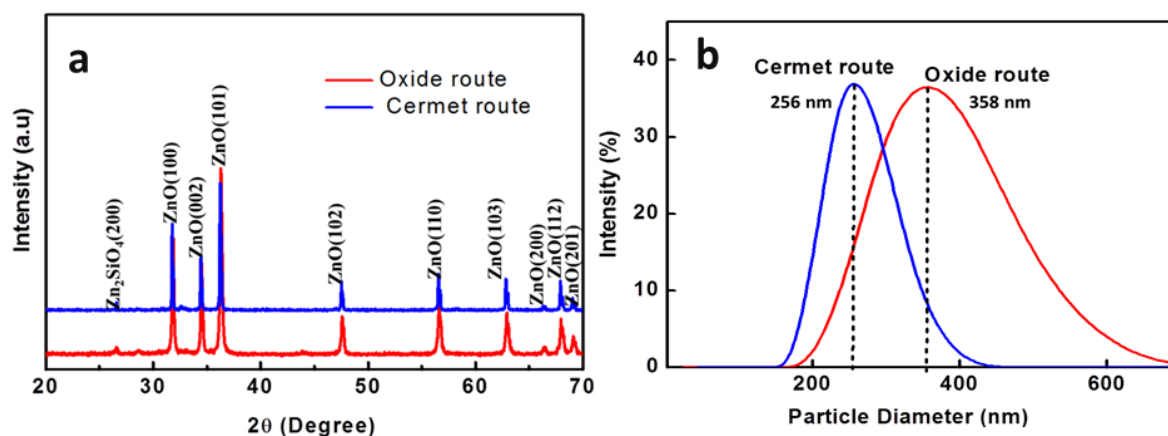 a
Oxide route
Cermet route
Intensity (a.u)
Zn₂SiO₄(200)
ZnO(100)
ZnO(002)
ZnO(101)
ZnO(102)
ZnO(110)
ZnO(103)
ZnO(200)
ZnO(112)
ZnO(201)
20 30 40 50 60 70
2θ (Degree)
b
Cermet route
256 nm
Oxide route
358 nm
Intensity (%)
40
30
20
10
0
200 400 600
Particle Diameter (nm)